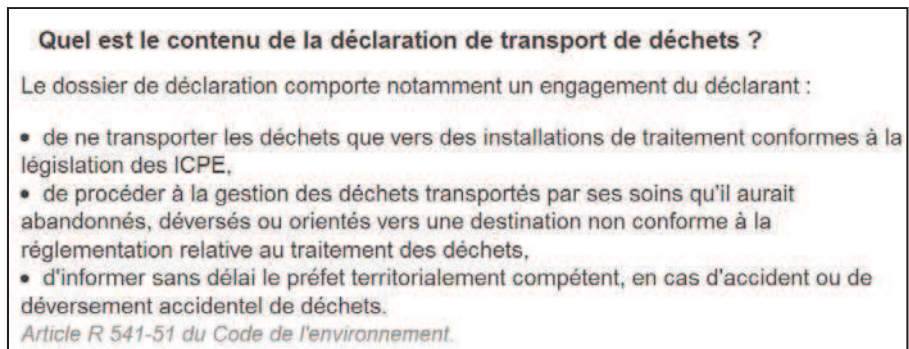 Quel est le contenu de la déclaration de transport de déchets ?
Le dossier de déclaration comporte notamment un engagement du déclarant :
• de ne transporter les déchets que vers des installations de traitement conformes à la
législation des ICPE,
• de procéder à la gestion des déchets transportés par ses soins qu'il aurait
abandonnés, déversés ou orientés vers une destination non conforme à la
réglementation relative au traitement des déchets,
• d'informer sans délai le préfet territorialement compétent, en cas d'accident ou de
déversement accidentel de déchets.
Article R 541-51 du Code de l'environnement.